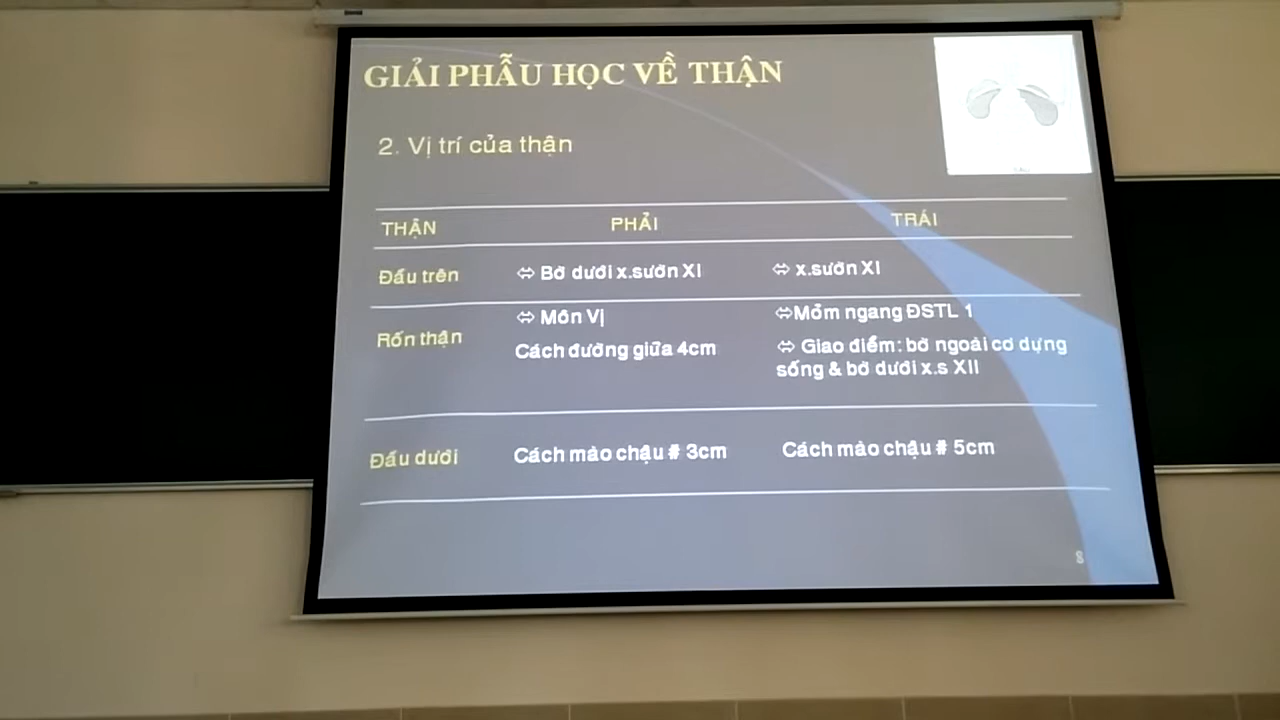 GIẢI PHẪU HỌC VỀ THẬN
2. Vị trí của thận
THẬN PHẢI TRÁI
Đầu trên ⇔ Bờ dưới x.sườn XI ⇔ x.sườn XI
Rốn thận ⇔ Môn Vị ⇔Mỏm ngang ĐSTL 1
Cách đường giữa 4cm ⇔ Giao điểm: bờ ngoài cơ dựng
sống & bờ dưới x.s XII
Đầu dưới Cách mào chậu # 3cm Cách mào chậu # 5cm
8